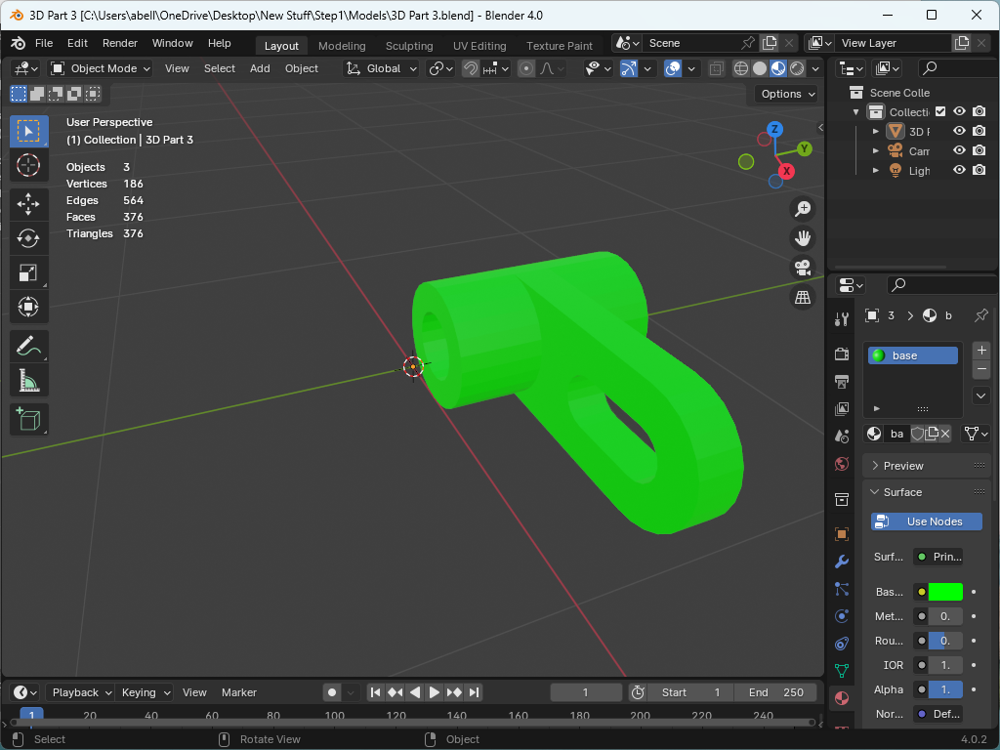 3D Part 3 [C:\Users\abell\OneDrive\Desktop\New Stuff\Step1\Models\3D Part 3.blend] - Blender 4.0
File Edit Render Window Help Layout Modeling Sculpting UV Editing Texture Paint Scene View Layer
Object Mode View Select Add Object Global
Options
User Perspective
(1) Collection | 3D Part 3
Objects 3
Vertices 186
Edges 564
Faces 376
Triangles 376
Z
Y
X
Scene Colle
Collecti
3D P
Cam
Ligh
3 b
base
ba
Preview
Surface
Use Nodes
Surf... Prin...
Bas...
Met... 0.
Rou... 0.
IOR 1.
Alpha 1.
Nor... Def...
Playback Keying View Marker 1 Start 1 End 250
1 20 40 60 80 100 120 140 160 180 200 220 240
Select Rotate View Object 4.0.2